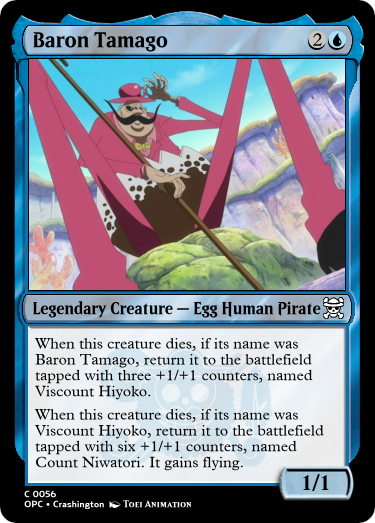 Baron Tamago
2
Legendary Creature — Egg Human Pirate
When this creature dies, if its name was
Baron Tamago, return it to the battlefield
tapped with three +1/+1 counters, named
Viscount Hiyoko.
When this creature dies, if its name was
Viscount Hiyoko, return it to the battlefield
tapped with six +1/+1 counters, named
Count Niwatori. It gains flying.
1/1
C 0056
OPC • Crashington TOEI ANIMATION